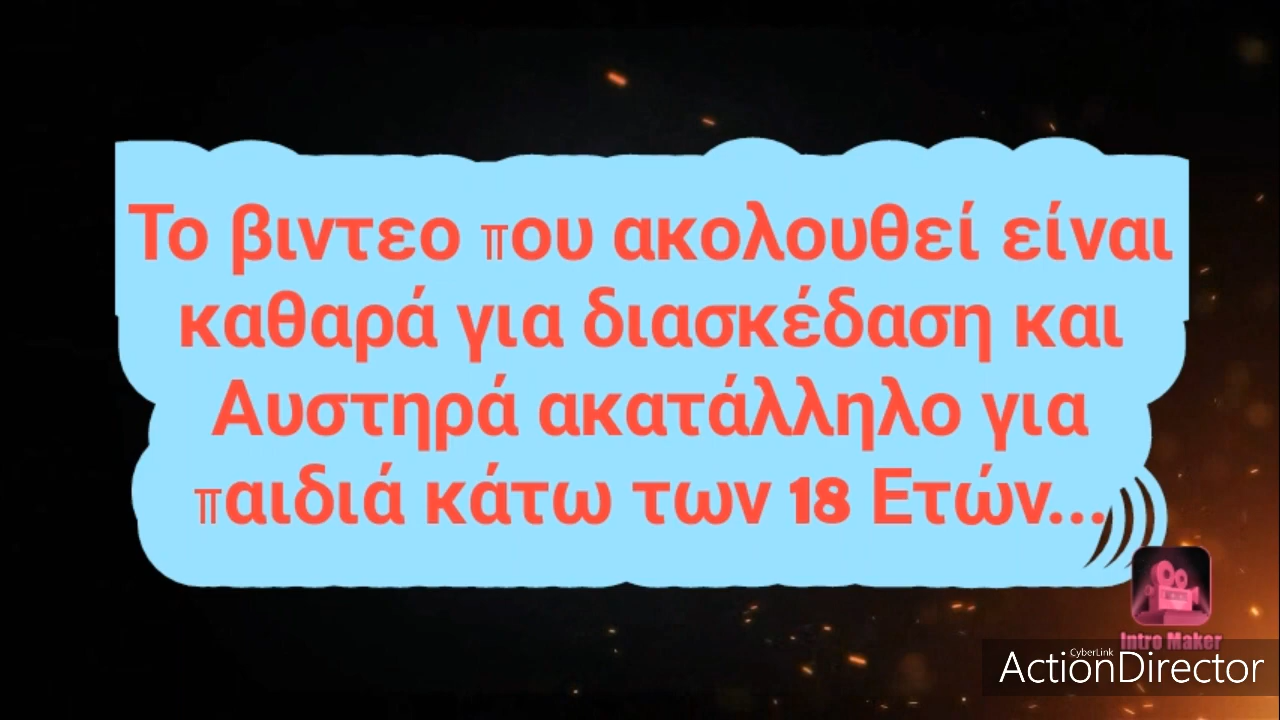 Το βιντεο που ακολουθεί είναι
καθαρά για διασκέδαση και
Αυστηρά ακατάλληλο για
παιδιά κάτω των 18 Ετών...
Intro Maker
CyberLink
ActionDirector